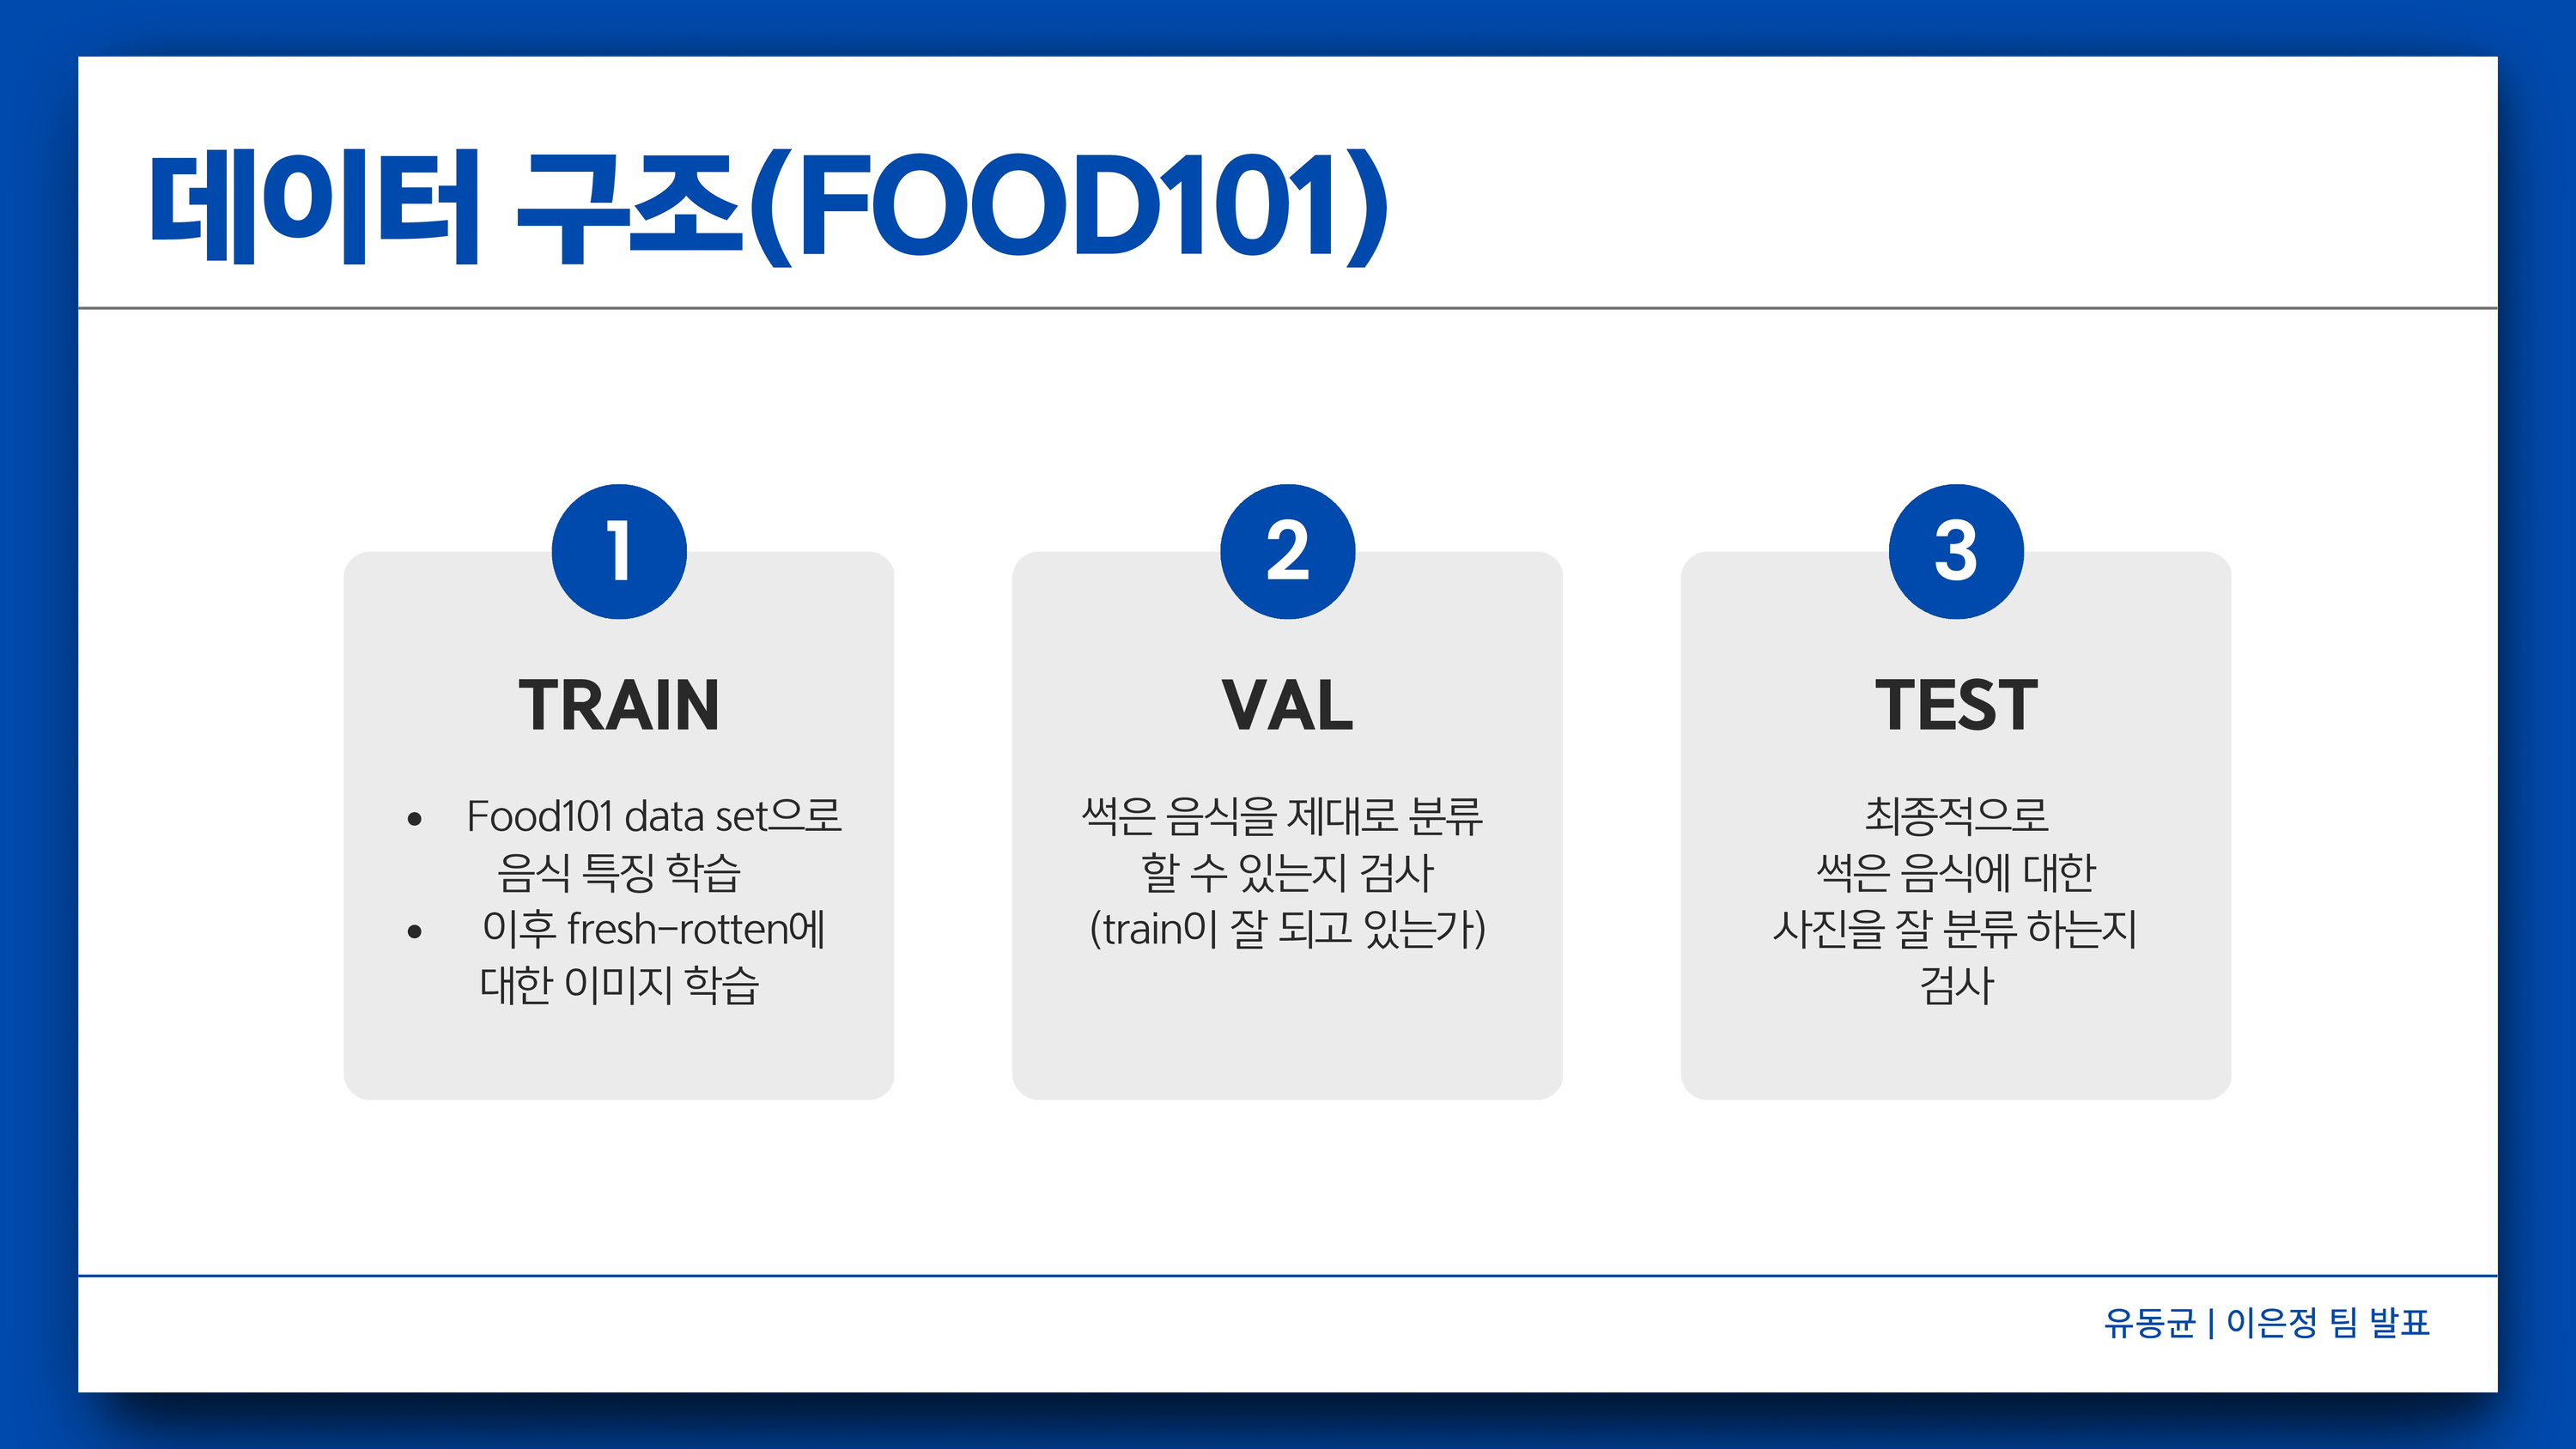 데이터 구조(FOOD101)
1
TRAIN
• Food101 data set으로
음식 특징 학습
• 이후 fresh-rotten에
대한 이미지 학습
2
VAL
썩은 음식을 제대로 분류
할 수 있는지 검사
(train이 잘 되고 있는가)
3
TEST
최종적으로
썩은 음식에 대한
사진을 잘 분류 하는지
검사
유동균 | 이은정 팀 발표